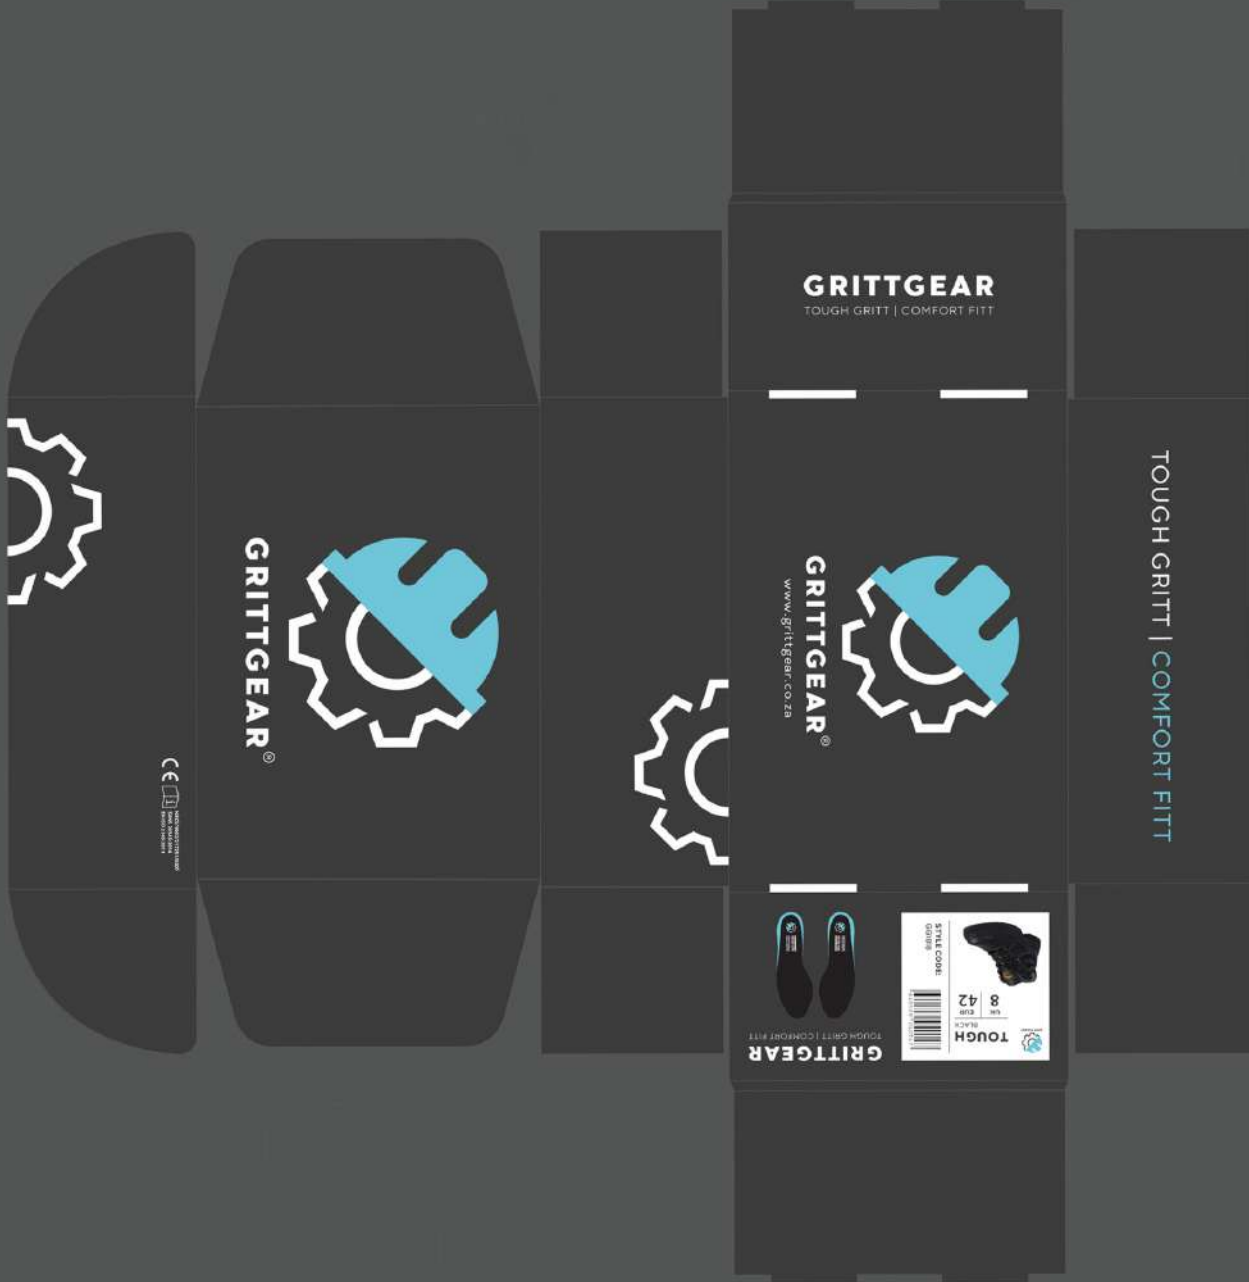 GRITTGEAR
TOUGH GRITT | COMFORT FITT
GRITTGEAR®
CE
GRITTGEAR®
www.grittgear.co.za
TOUGH GRITT | COMFORT FITT
STYLE CODE:
UK
8
EUR
42
TOUGH
BLACK
GRITTGEAR
TOUGH GRITT | COMFORT FITT